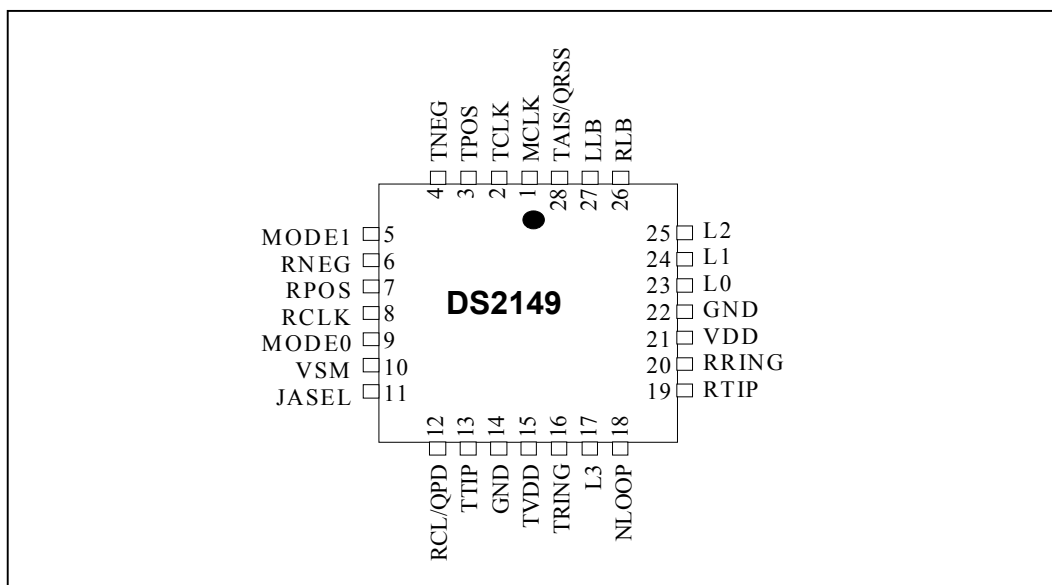 TNEG
TPOS
TCLK
MCLK
TAIS/QRSS
LLB
RLB
4
3
2
1
28
27
26
MODE1 5
RNEG 6
RPOS 7
RCLK 8
MODE0 9
VSM 10
JASEL 11
DS2149
25 L2
24 L1
23 L0
22 GND
21 VDD
20 RRING
19 RTIP
12
13
14
15
16
17
18
RCL/QPD
TTIP
GND
TVDD
TRING
L3
NLOOP